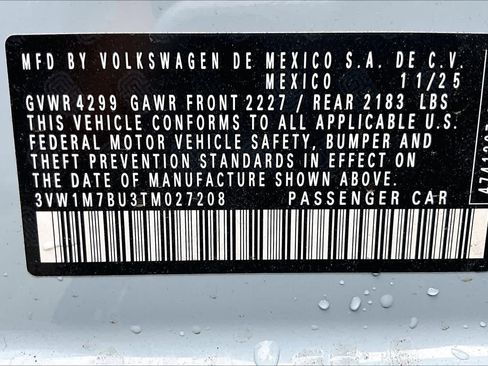 MFD BY VOLKSWAGEN DE MEXICO S.A. DE C.V.
MEXICO 11/25
GVWR 4299 GAWR FRONT 2227 / REAR 2183 LBS
THIS VEHICLE CONFORMS TO ALL APPLICABLE U.S.
FEDERAL MOTOR VEHICLE SAFETY, BUMPER AND
THEFT PREVENTION STANDARDS IN EFFECT ON THE
DATE OF MANUFACTURE SHOWN ABOVE.
3VW1M7BU3TM027208 PASSENGER CAR